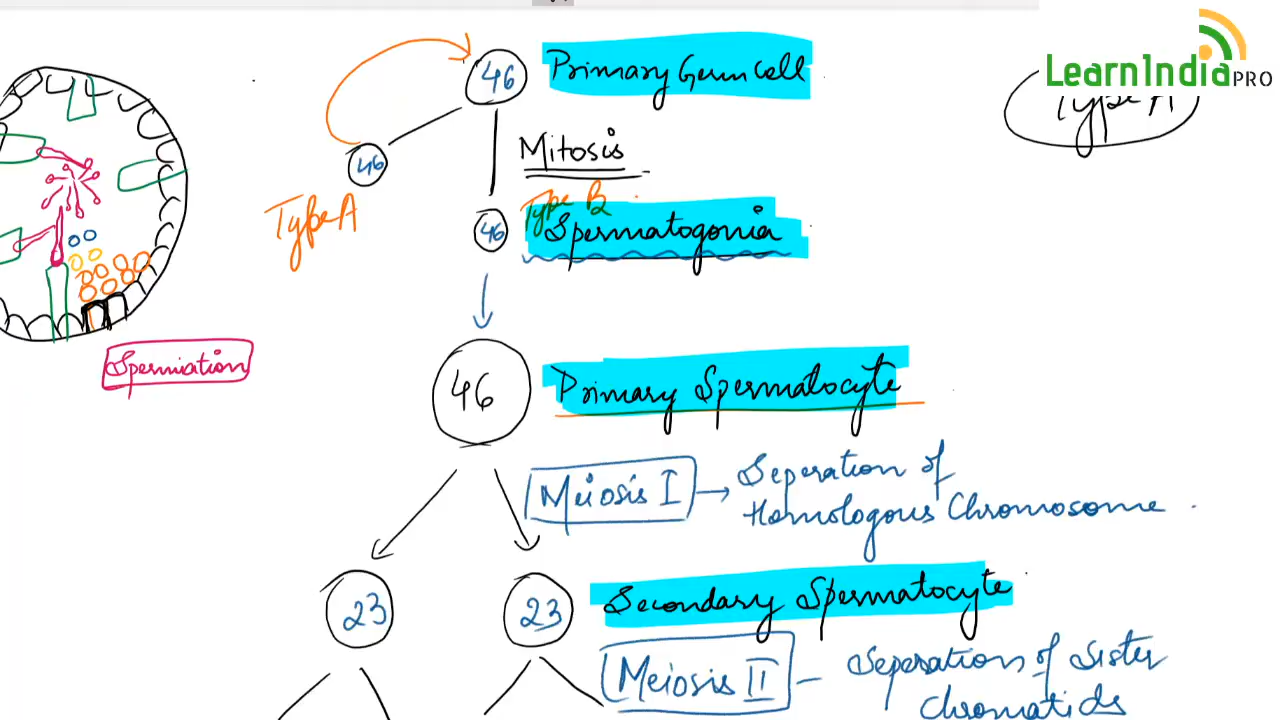 LearnIndia PRO
46 Primary Germ Cell
Type A
Mitosis
46
Type A
Type B
46 Spermatogonia
Spermiation
46 Primary Spermatocyte
Meiosis I → Seperation of
Homologous Chromosome
23 23 Secondary Spermatocyte
Meiosis II – Seperation of Sister
Chromatids